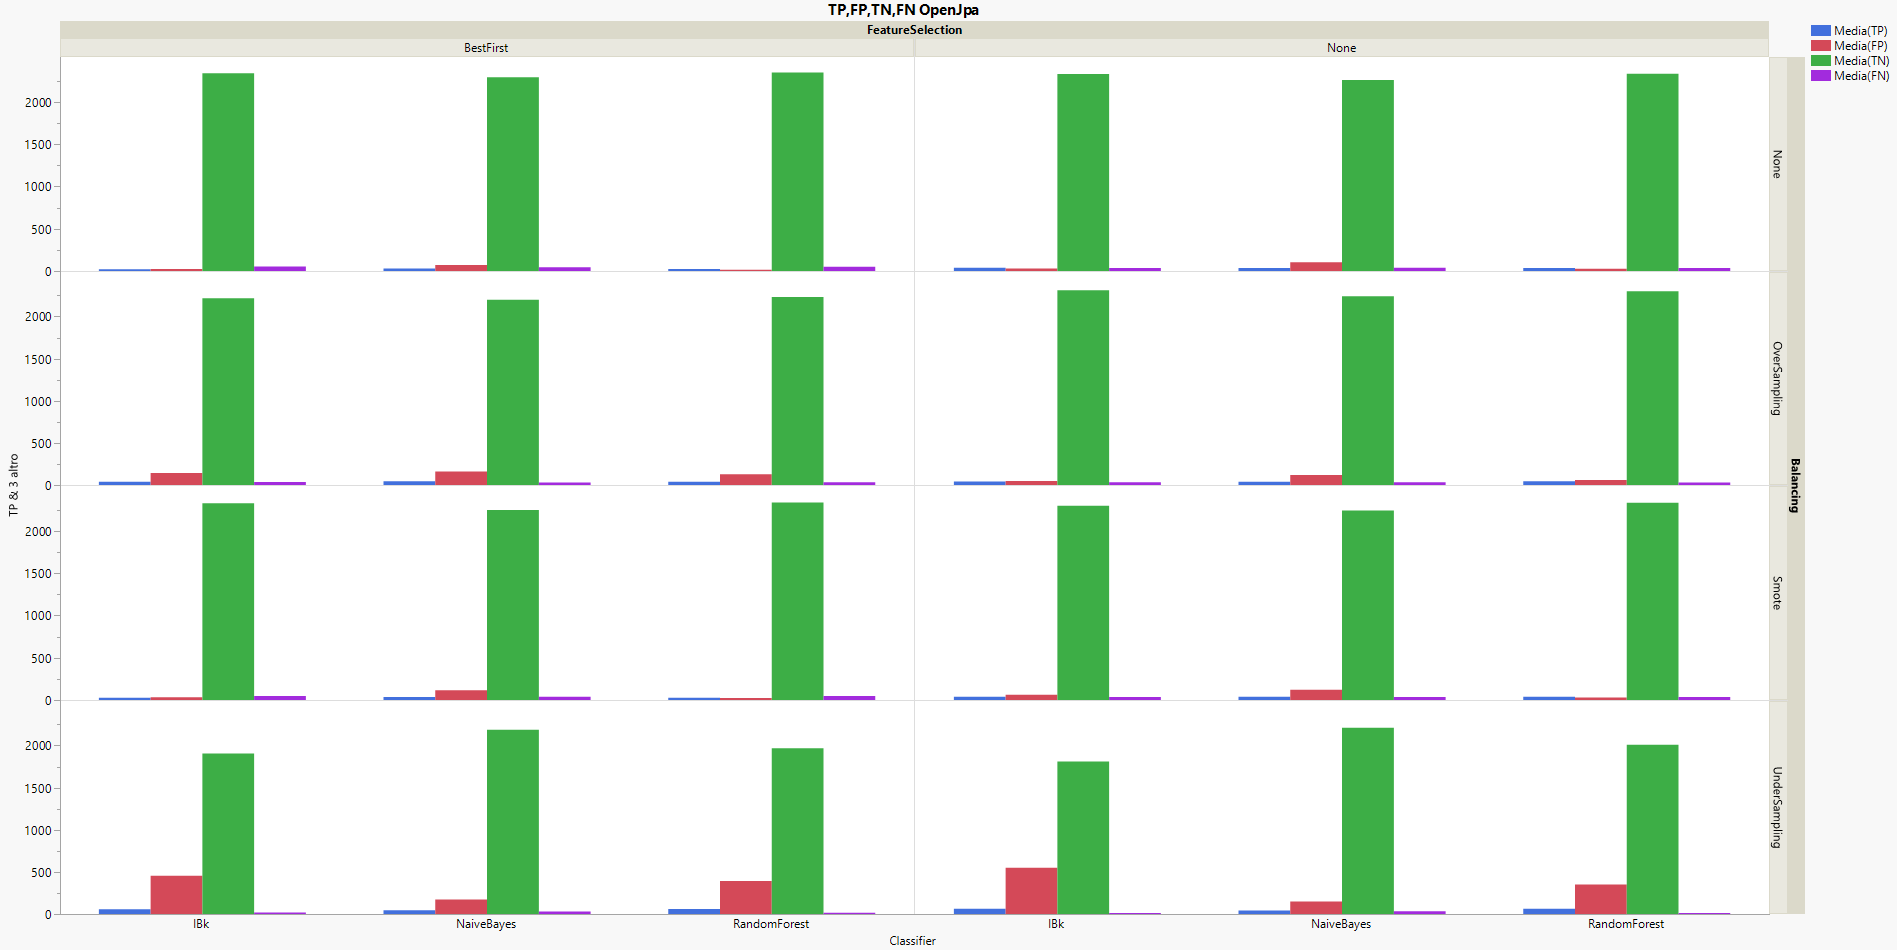 TP,FP,TN,FN OpenJpa
FeatureSelection
BestFirst
None
Media(TP)
Media(FP)
Media(TN)
Media(FN)
TP & 3 altro
2000
1500
1000
500
0
None
2000
1500
1000
500
0
OverSampling
2000
1500
1000
500
0
Smote
2000
1500
1000
500
0
UnderSampling
Balancing
IBk
NaiveBayes
RandomForest
IBk
NaiveBayes
RandomForest
Classifier